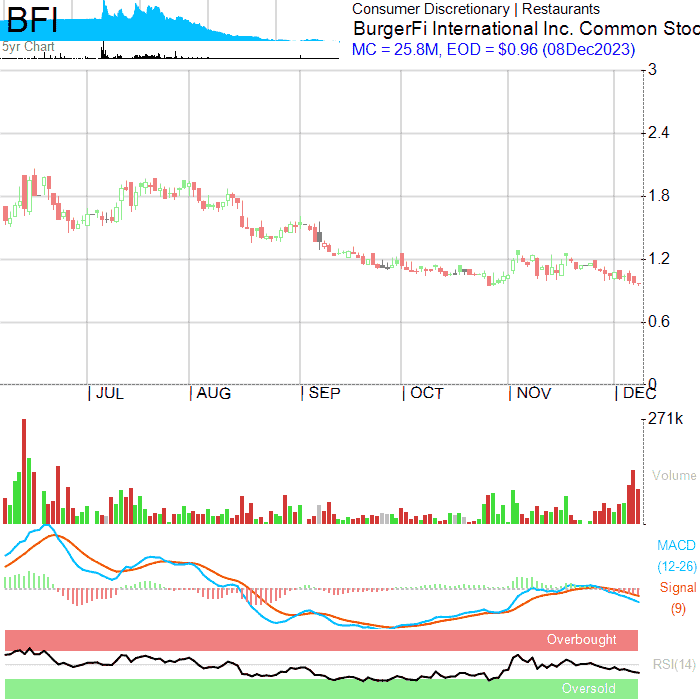 BFI
5yr Chart
Consumer Discretionary | Restaurants
BurgerFi International Inc. Common Stoc
MC = 25.8M, EOD = $0.96 (08Dec2023)
3
2.4
1.8
1.2
0.6
0
| JUL | AUG | SEP | OCT | NOV | DEC
271k
Volume
MACD
(12-26)
Signal
(9)
Overbought
RSI(14)
Oversold